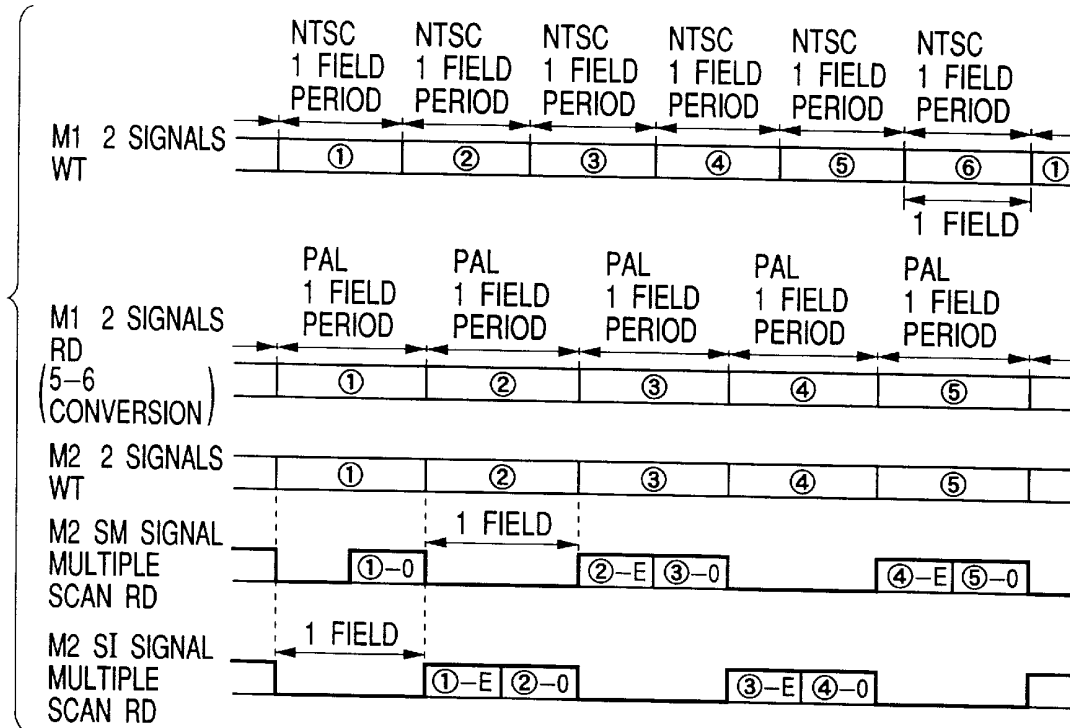 NTSC NTSC NTSC NTSC NTSC NTSC
1 FIELD 1 FIELD 1 FIELD 1 FIELD 1 FIELD 1 FIELD
PERIOD PERIOD PERIOD PERIOD PERIOD PERIOD
M1 2 SIGNALS
WT
① ② ③ ④ ⑤ ⑥ ①
1 FIELD
PAL PAL PAL PAL PAL
1 FIELD 1 FIELD 1 FIELD 1 FIELD 1 FIELD
PERIOD PERIOD PERIOD PERIOD PERIOD
M1 2 SIGNALS
RD
(5-6
CONVERSION)
① ② ③ ④ ⑤
M2 2 SIGNALS
WT
① ② ③ ④ ⑤
M2 SM SIGNAL
MULTIPLE
SCAN RD
1 FIELD
①-O ②-E ③-O ④-E ⑤-O
M2 SI SIGNAL
MULTIPLE
SCAN RD
1 FIELD
①-E ②-O ③-E ④-O